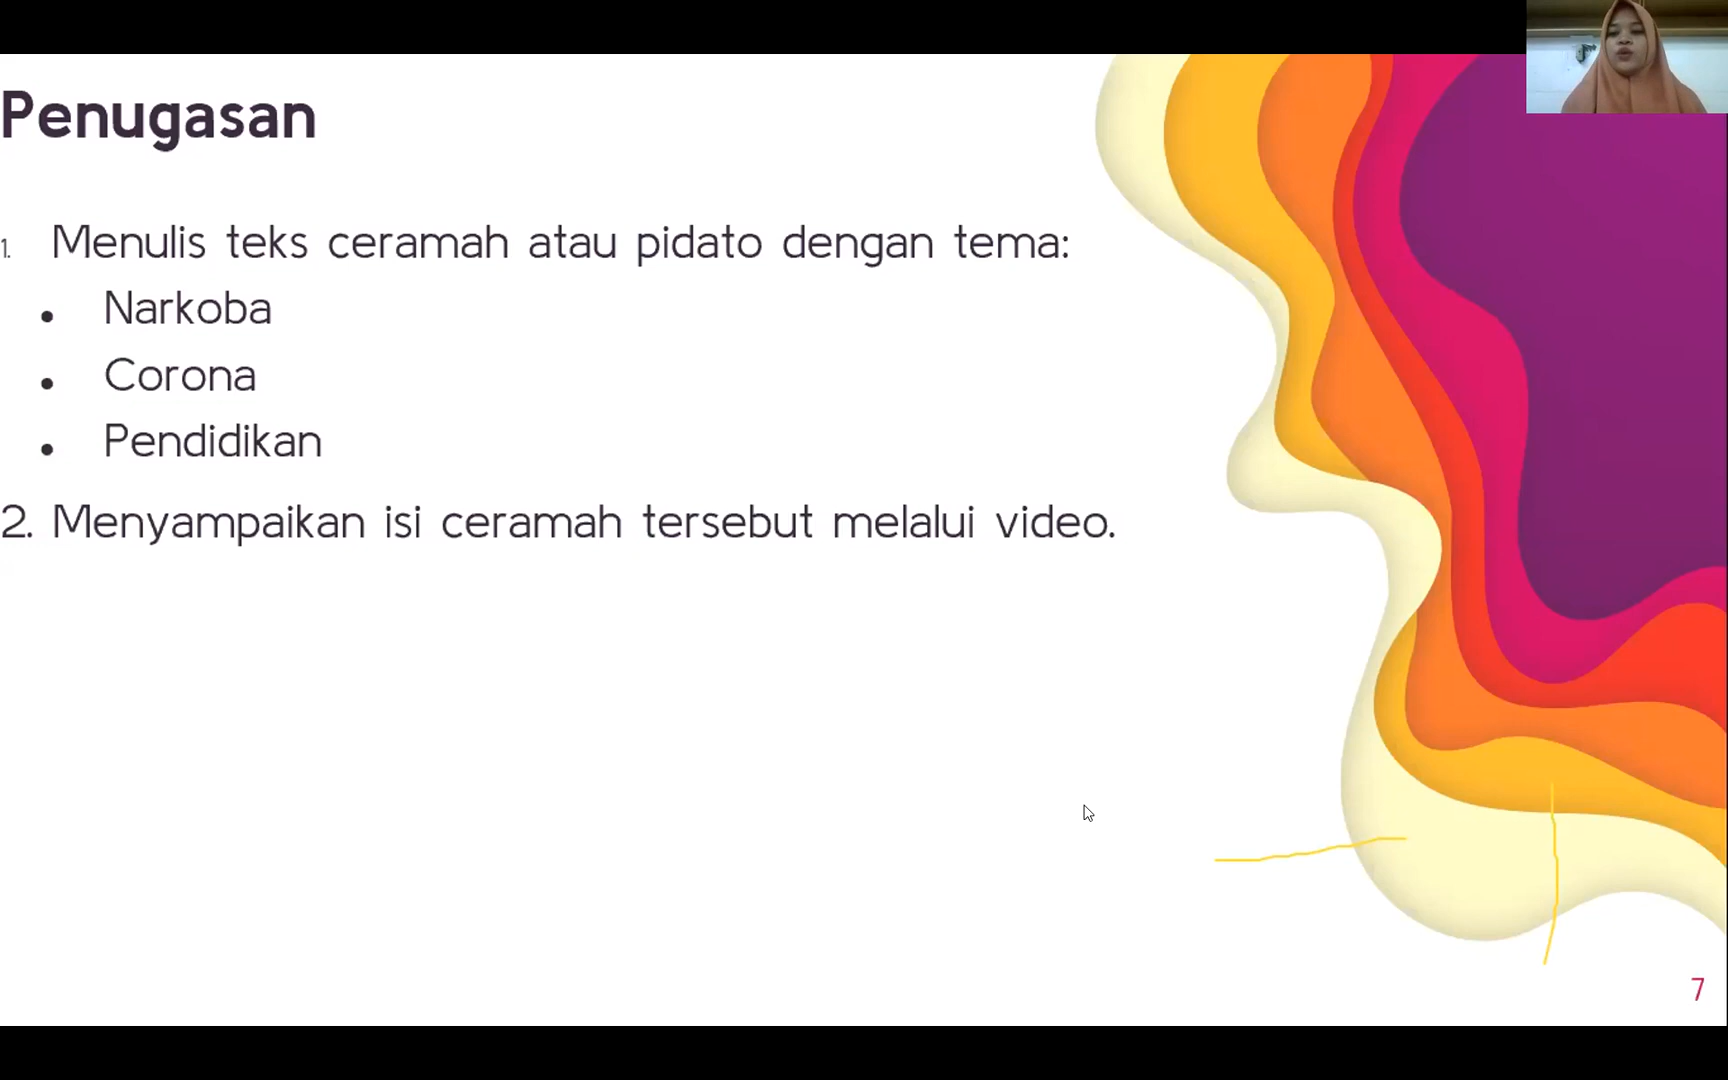 Penugasan
1. Menulis teks ceramah atau pidato dengan tema:
• Narkoba
• Corona
• Pendidikan
2. Menyampaikan isi ceramah tersebut melalui video.
7